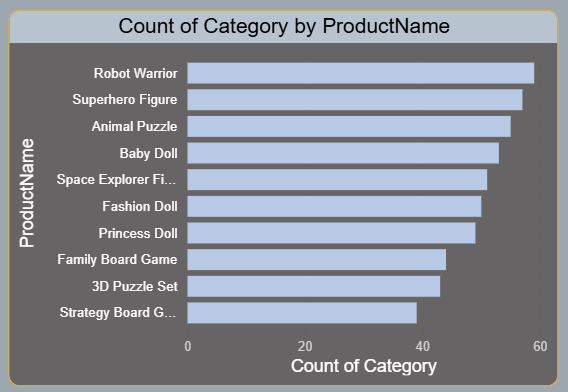 Count of Category by ProductName
ProductName
Robot Warrior
Superhero Figure
Animal Puzzle
Baby Doll
Space Explorer Fi...
Fashion Doll
Princess Doll
Family Board Game
3D Puzzle Set
Strategy Board G...
0 20 40 60
Count of Category